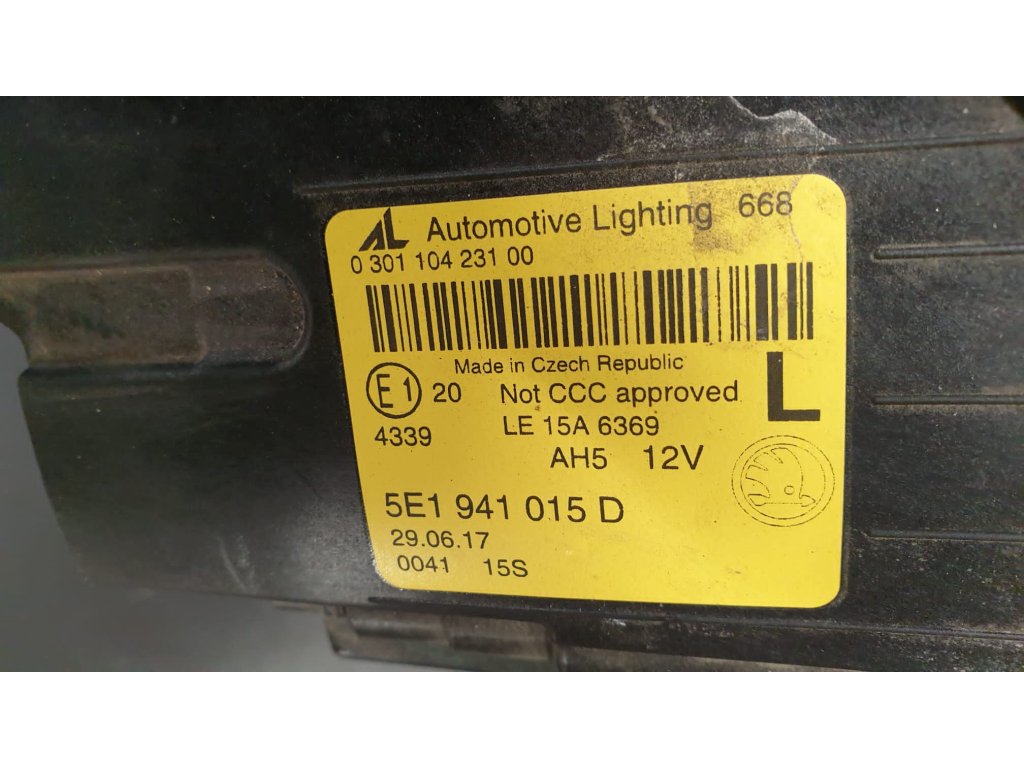 AL Automotive Lighting 668
0 301 104 231 00
Made in Czech Republic
E1 20 Not CCC approved L
4339 LE 15A 6369
AH5 12V
5E1 941 015 D
29.06.17
0041 15S